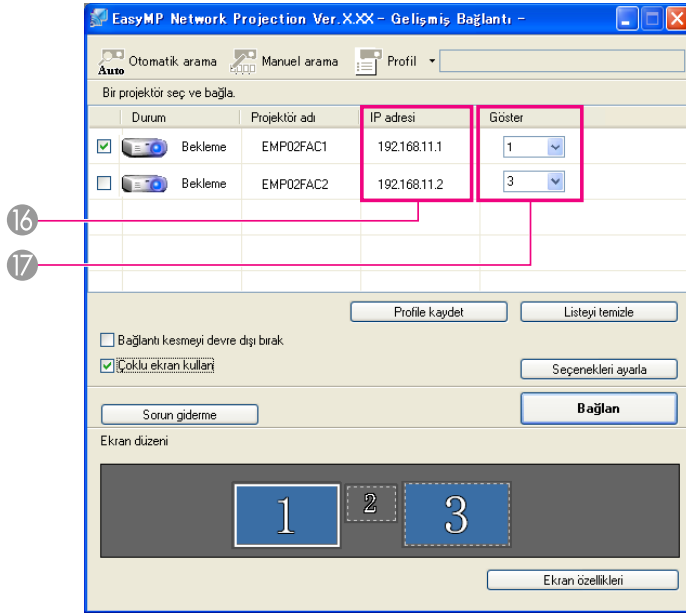 EasyMP Network Projection Ver.X.XX – Gelişmiş Bağlantı –
Auto Otomatik arama Manuel arama Profil
Bir projektör seç ve bağla.
Durum Projektör adı IP adresi Göster
Bekleme EMP02FAC1 192.168.11.1 1
Bekleme EMP02FAC2 192.168.11.2 3
16
17
Profile kaydet Listeyi temizle
Bağlantı kesmeyi devre dışı bırak
Çoklu ekran kullanı Seçenekleri ayarla
Sorun giderme Bağlan
Ekran düzeni
1 2 3
Ekran özellikleri